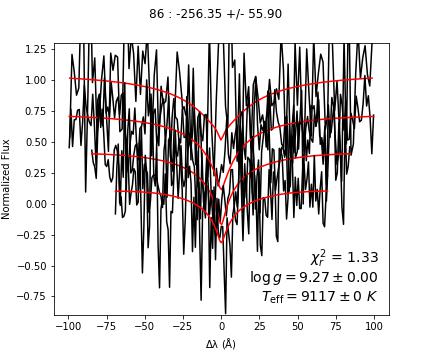 86 : -256.35 +/- 55.90
1.25
1.00
0.75
0.50
0.25
0.00
−0.25
−0.50
−0.75
Normalized Flux
χ²ᵣ = 1.33
log g = 9.27 ± 0.00
T_eff = 9117 ± 0 K
−100 −75 −50 −25 0 25 50 75 100
Δλ (Å)